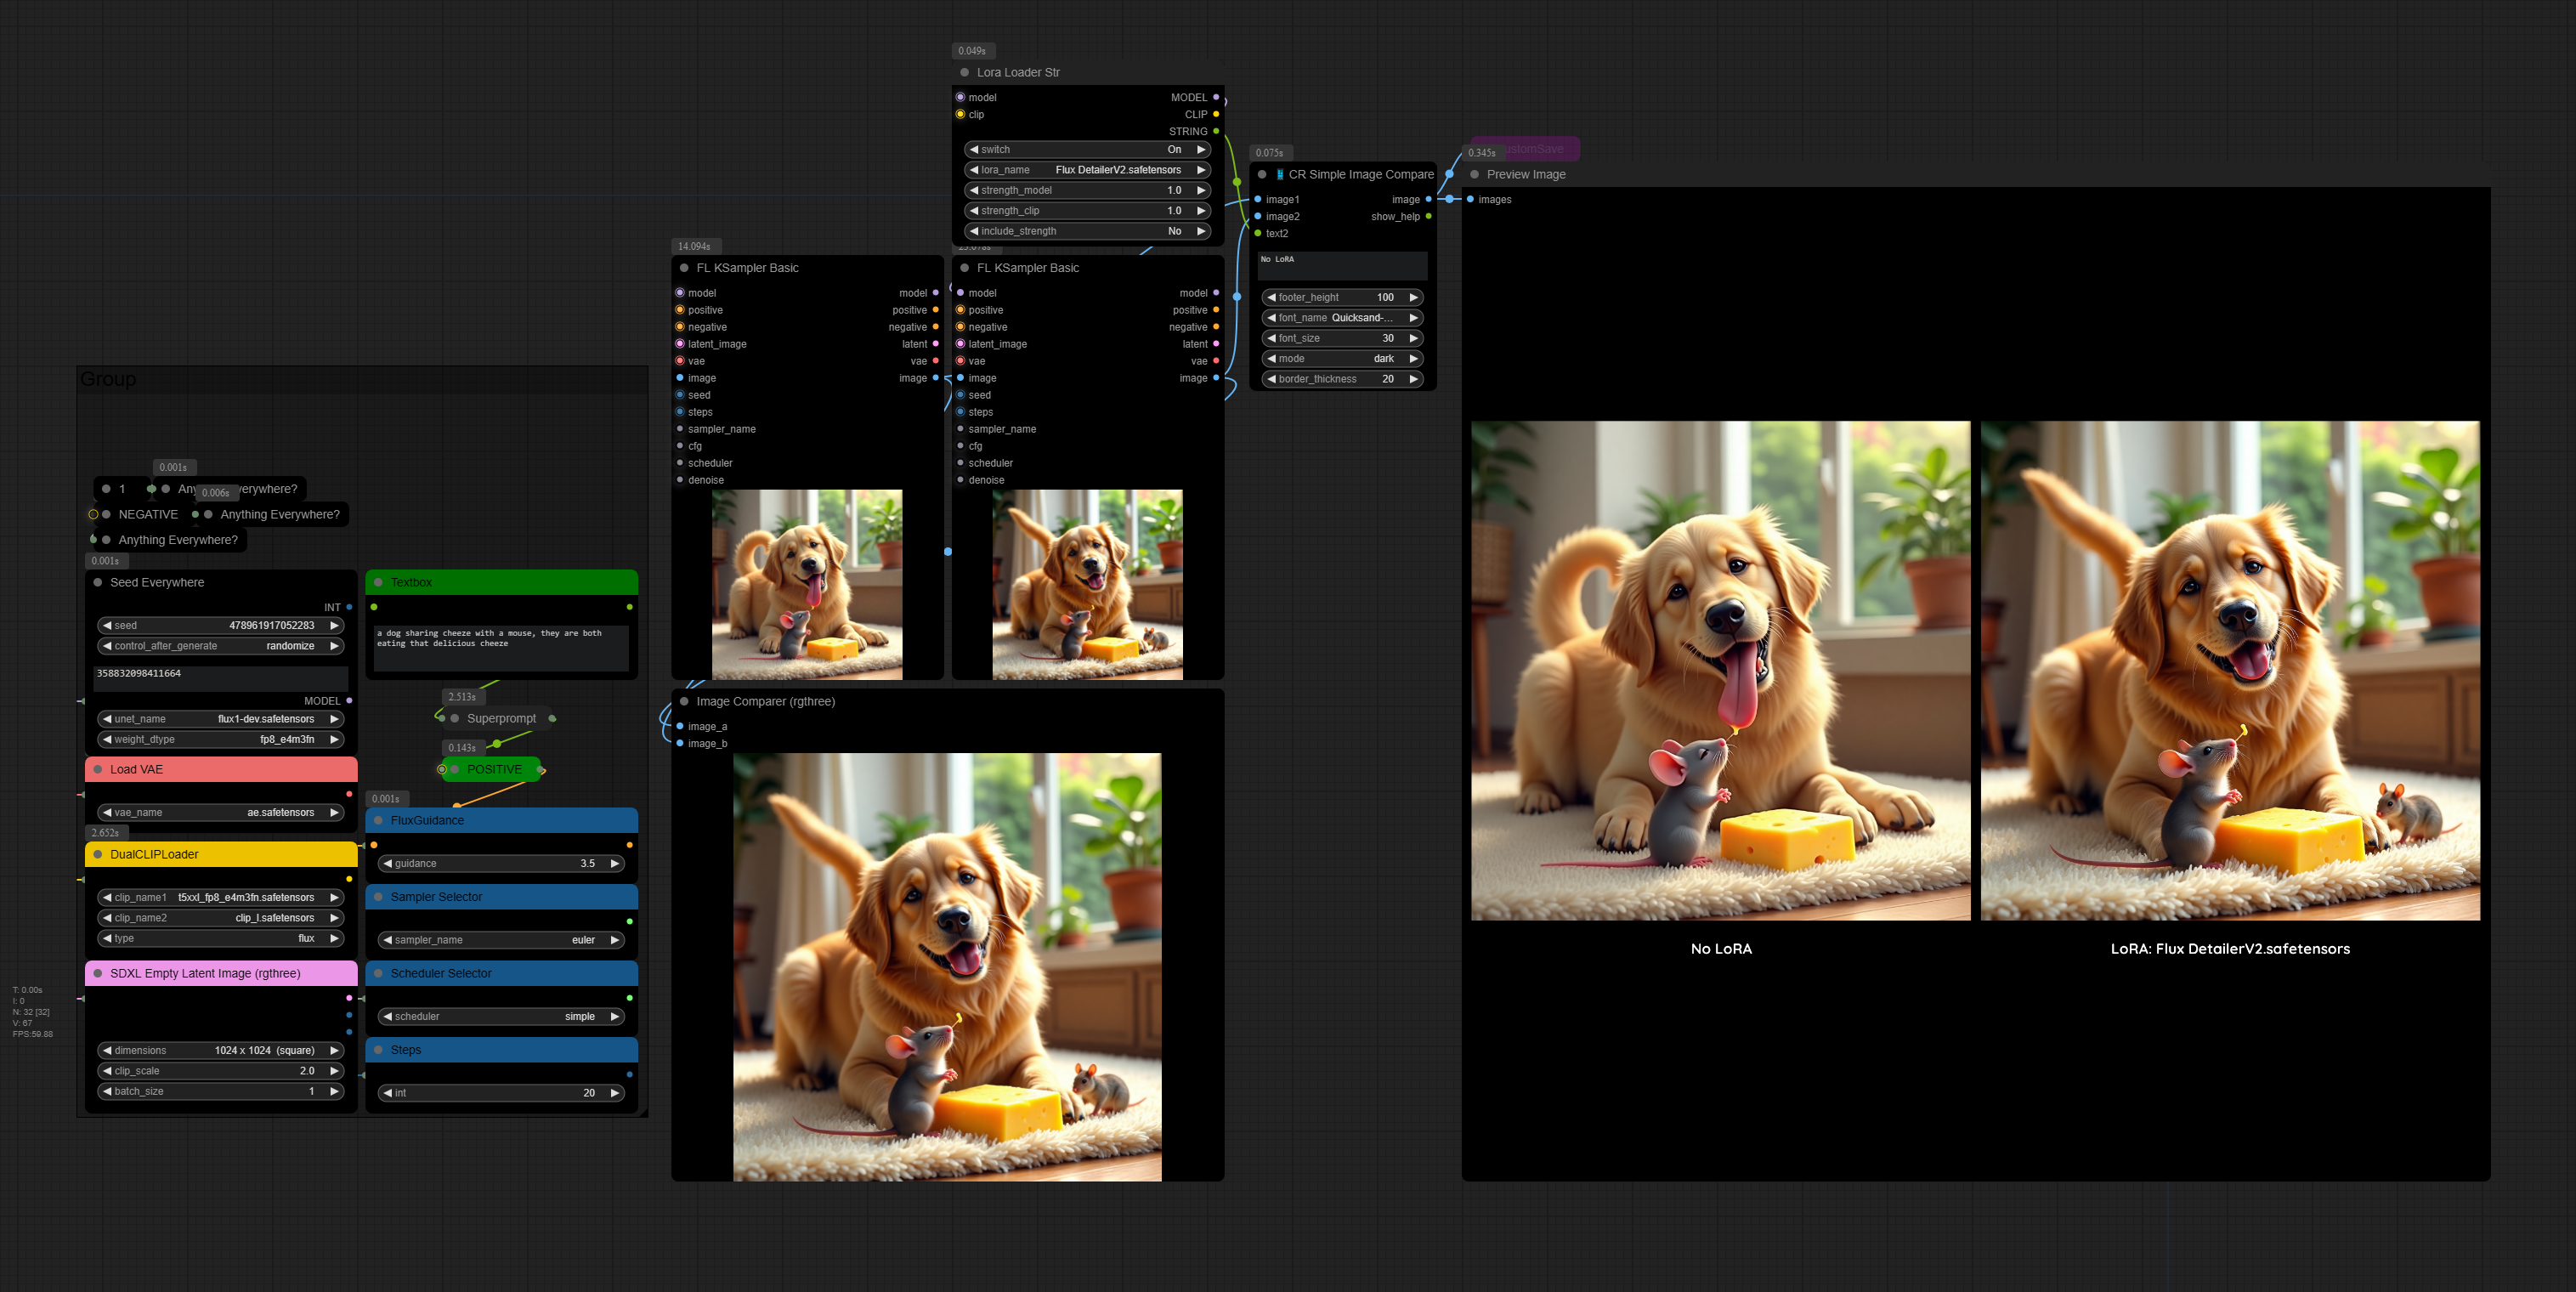 0.049s
Lora Loader Str
model MODEL
clip CLIP
STRING
switch On
lora_name Flux DetailerV2.safetensors
strength_model 1.0
strength_clip 1.0
include_strength No
0.075s
CR Simple Image Compare
image1 image
image2 show_help
text2
No LoRA
footer_height 100
font_name Quicksand-...
font_size 30
mode dark
border_thickness 20
0.345s
Preview Image
images
No LoRA
LoRA: Flux DetailerV2.safetensors
14.094s
FL KSampler Basic
model model
positive positive
negative negative
latent_image latent
vae vae
image image
seed
steps
sampler_name
cfg
scheduler
denoise
FL KSampler Basic
model model
positive positive
negative negative
latent_image latent
vae vae
image image
seed
steps
sampler_name
cfg
scheduler
denoise
Image Comparer (rgthree)
image_a
image_b
Group
0.001s
1
0.006s
NEGATIVE Anything Everywhere?
Anything Everywhere?
0.001s
Seed Everywhere
INT
seed 478961917052283
control_after_generate randomize
358832098411664
MODEL
unet_name flux1-dev.safetensors
weight_dtype fp8_e4m3fn
Load VAE
vae_name ae.safetensors
2.652s
DualCLIPLoader
clip_name1 t5xxl_fp8_e4m3fn.safetensors
clip_name2 clip_l.safetensors
type flux
SDXL Empty Latent Image (rgthree)
dimensions 1024 x 1024 (square)
clip_scale 2.0
batch_size 1
Textbox
a dog sharing cheeze with a mouse, they are both
eating that delicious cheeze
2.513s
Superprompt
0.143s
POSITIVE
0.001s
FluxGuidance
guidance 3.5
Sampler Selector
sampler_name euler
Scheduler Selector
scheduler simple
Steps
int 20
T: 0.00s
I: 0
N: 32 [32]
V: 67
FPS:59.88